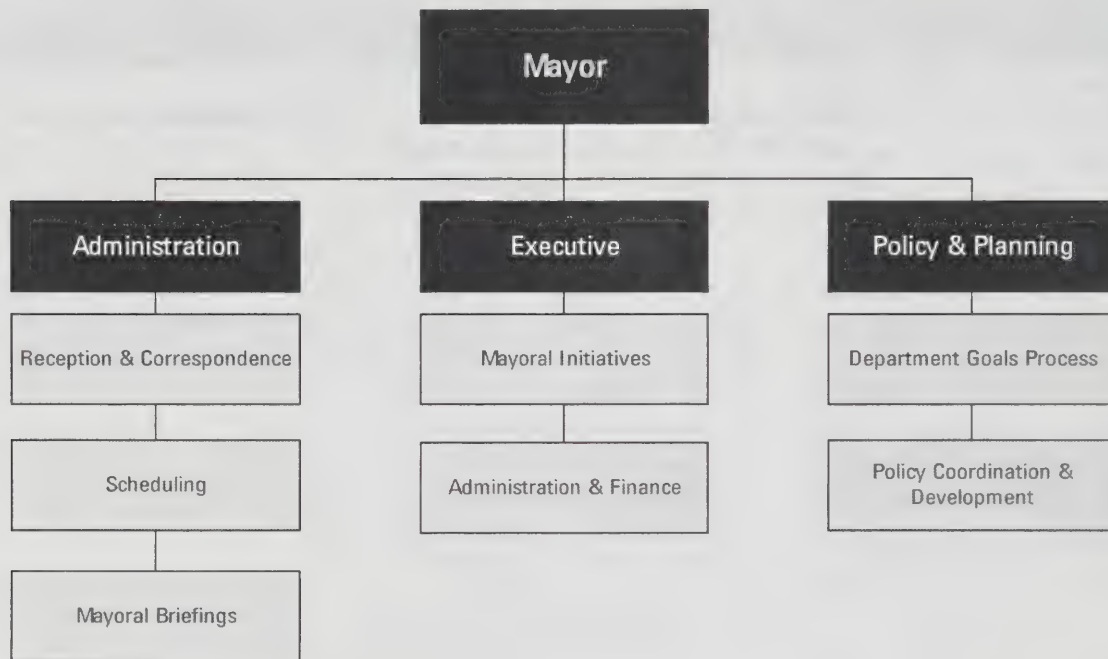 Mayor
Administration
Executive
Policy & Planning
Reception & Correspondence
Mayoral Initiatives
Department Goals Process
Scheduling
Administration & Finance
Policy Coordination &
Development
Mayoral Briefings